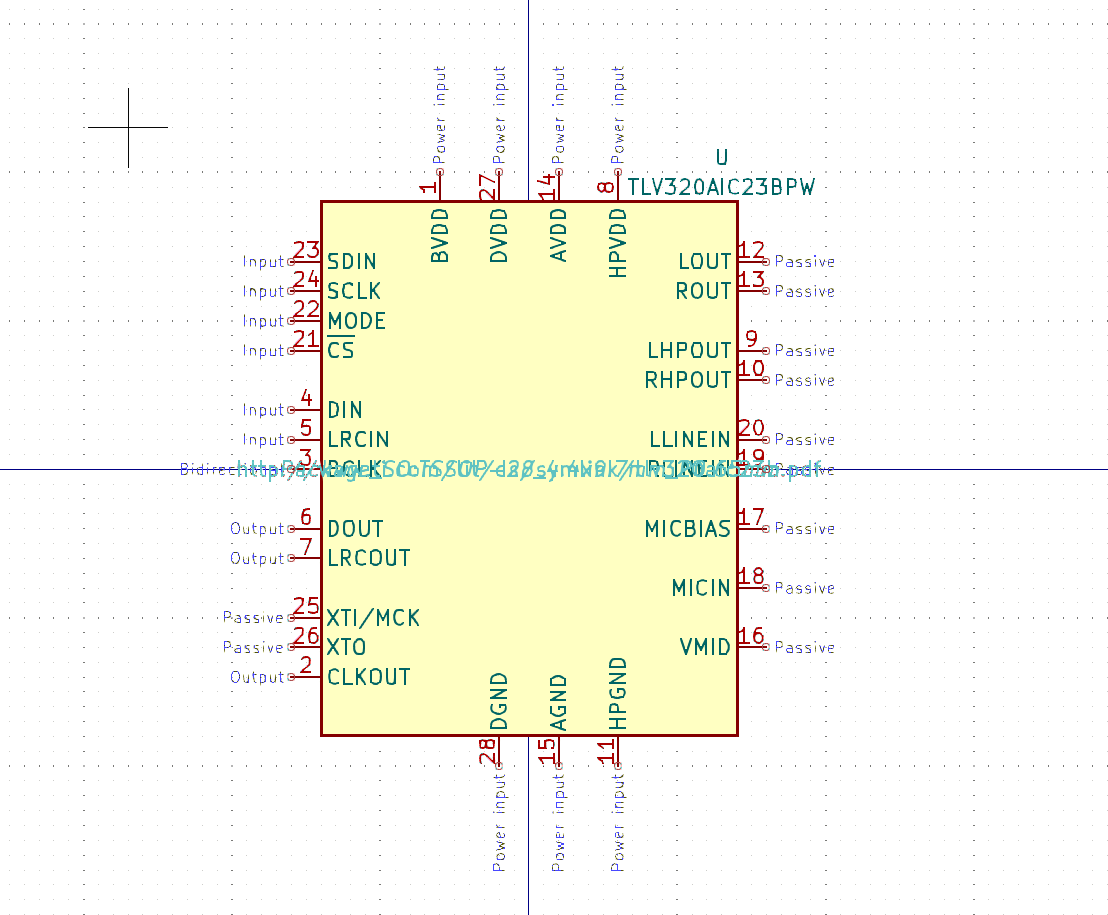 Power input Power input Power input Power input
U
TLV320AIC23BPW
1 27 14 8
BVDD DVDD AVDD HPVDD
Input 23 SDIN LOUT 12 Passive
Input 24 SCLK ROUT 13 Passive
Input 22 MODE
Input 21 CS LHPOUT 9 Passive
RHPOUT 10 Passive
Input 4 DIN
Input 5 LRCIN LLINEIN 20 Passive
3 BCLK 19 Passive
Output 6 DOUT MICBIAS 17 Passive
Output 7 LRCOUT
MICIN 18 Passive
Passive 25 XTI/MCK
Passive 26 XTO VMID 16 Passive
Output 2 CLKOUT
DGND AGND HPGND
28 15 11
Power input Power input Power input